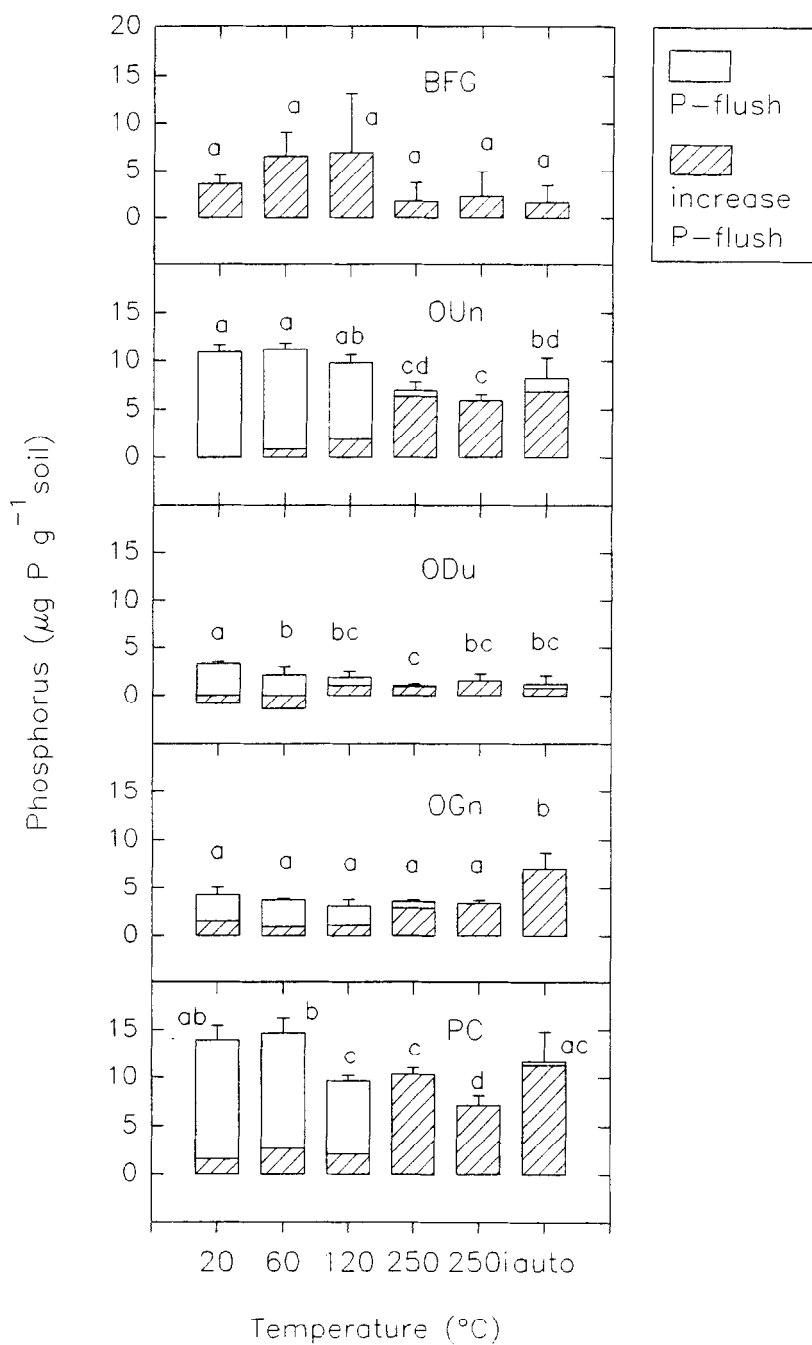 20
15
10
5
0
BFG
a
a
a
a
a
a
P-flush
increase
P-flush
15
10
5
0
OUn
a
a
ab
cd
c
bd
15
10
5
0
ODu
a
b
bc
c
bc
bc
15
10
5
0
OGn
a
a
a
a
a
b
15
10
5
0
PC
ab
b
c
c
d
ac
20 60 120 250 250i auto
Temperature (°C)
Phosphorus (μg P g⁻¹ soil)